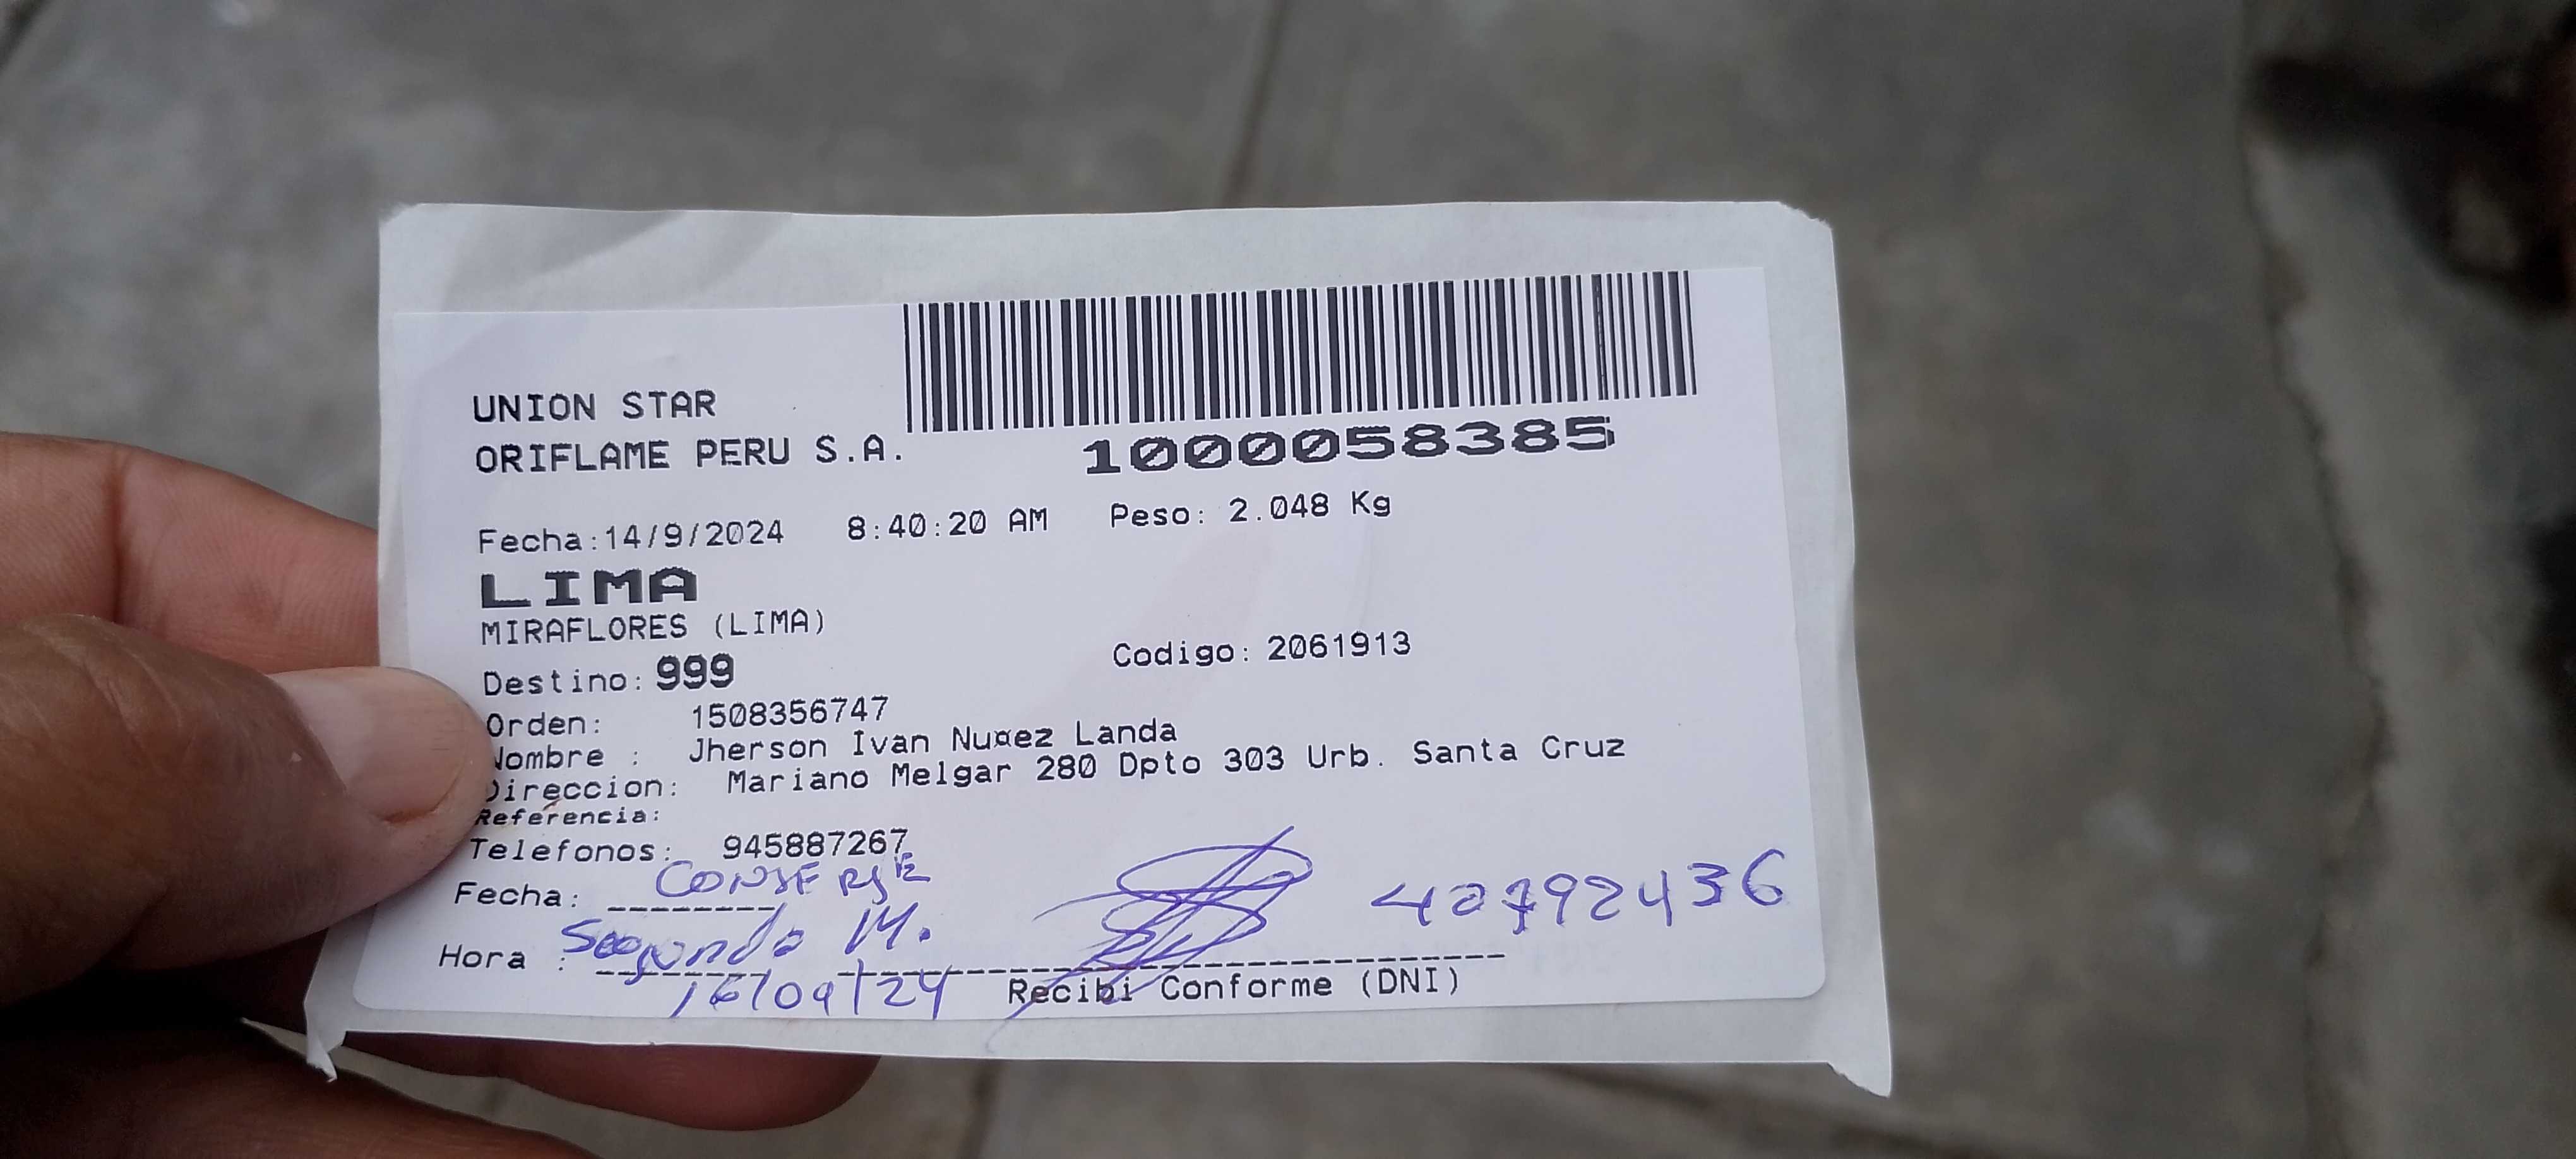 UNION STAR
ORIFLAME PERU S.A.
1000058385
Fecha:14/9/2024 8:40:20 AM Peso: 2.048 Kg
LIMA
MIRAFLORES (LIMA)
Destino: 999 Codigo: 2061913
Orden: 1508356747
Nombre : Jherson Ivan Nu¤ez Landa
Direccion: Mariano Melgar 280 Dpto 303 Urb. Santa Cruz
Referencia:
Telefonos: 945887267
Fecha: CONSERJE
Hora : Segundo M.
16/09/24 Recibi Conforme (DNI)